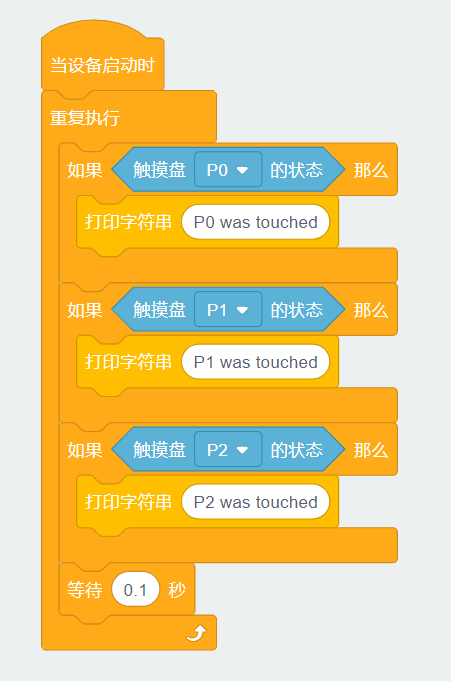 当设备启动时
重复执行
如果 触摸盘 P0 的状态 那么
打印字符串 P0 was touched
如果 触摸盘 P1 的状态 那么
打印字符串 P1 was touched
如果 触摸盘 P2 的状态 那么
打印字符串 P2 was touched
等待 0.1 秒